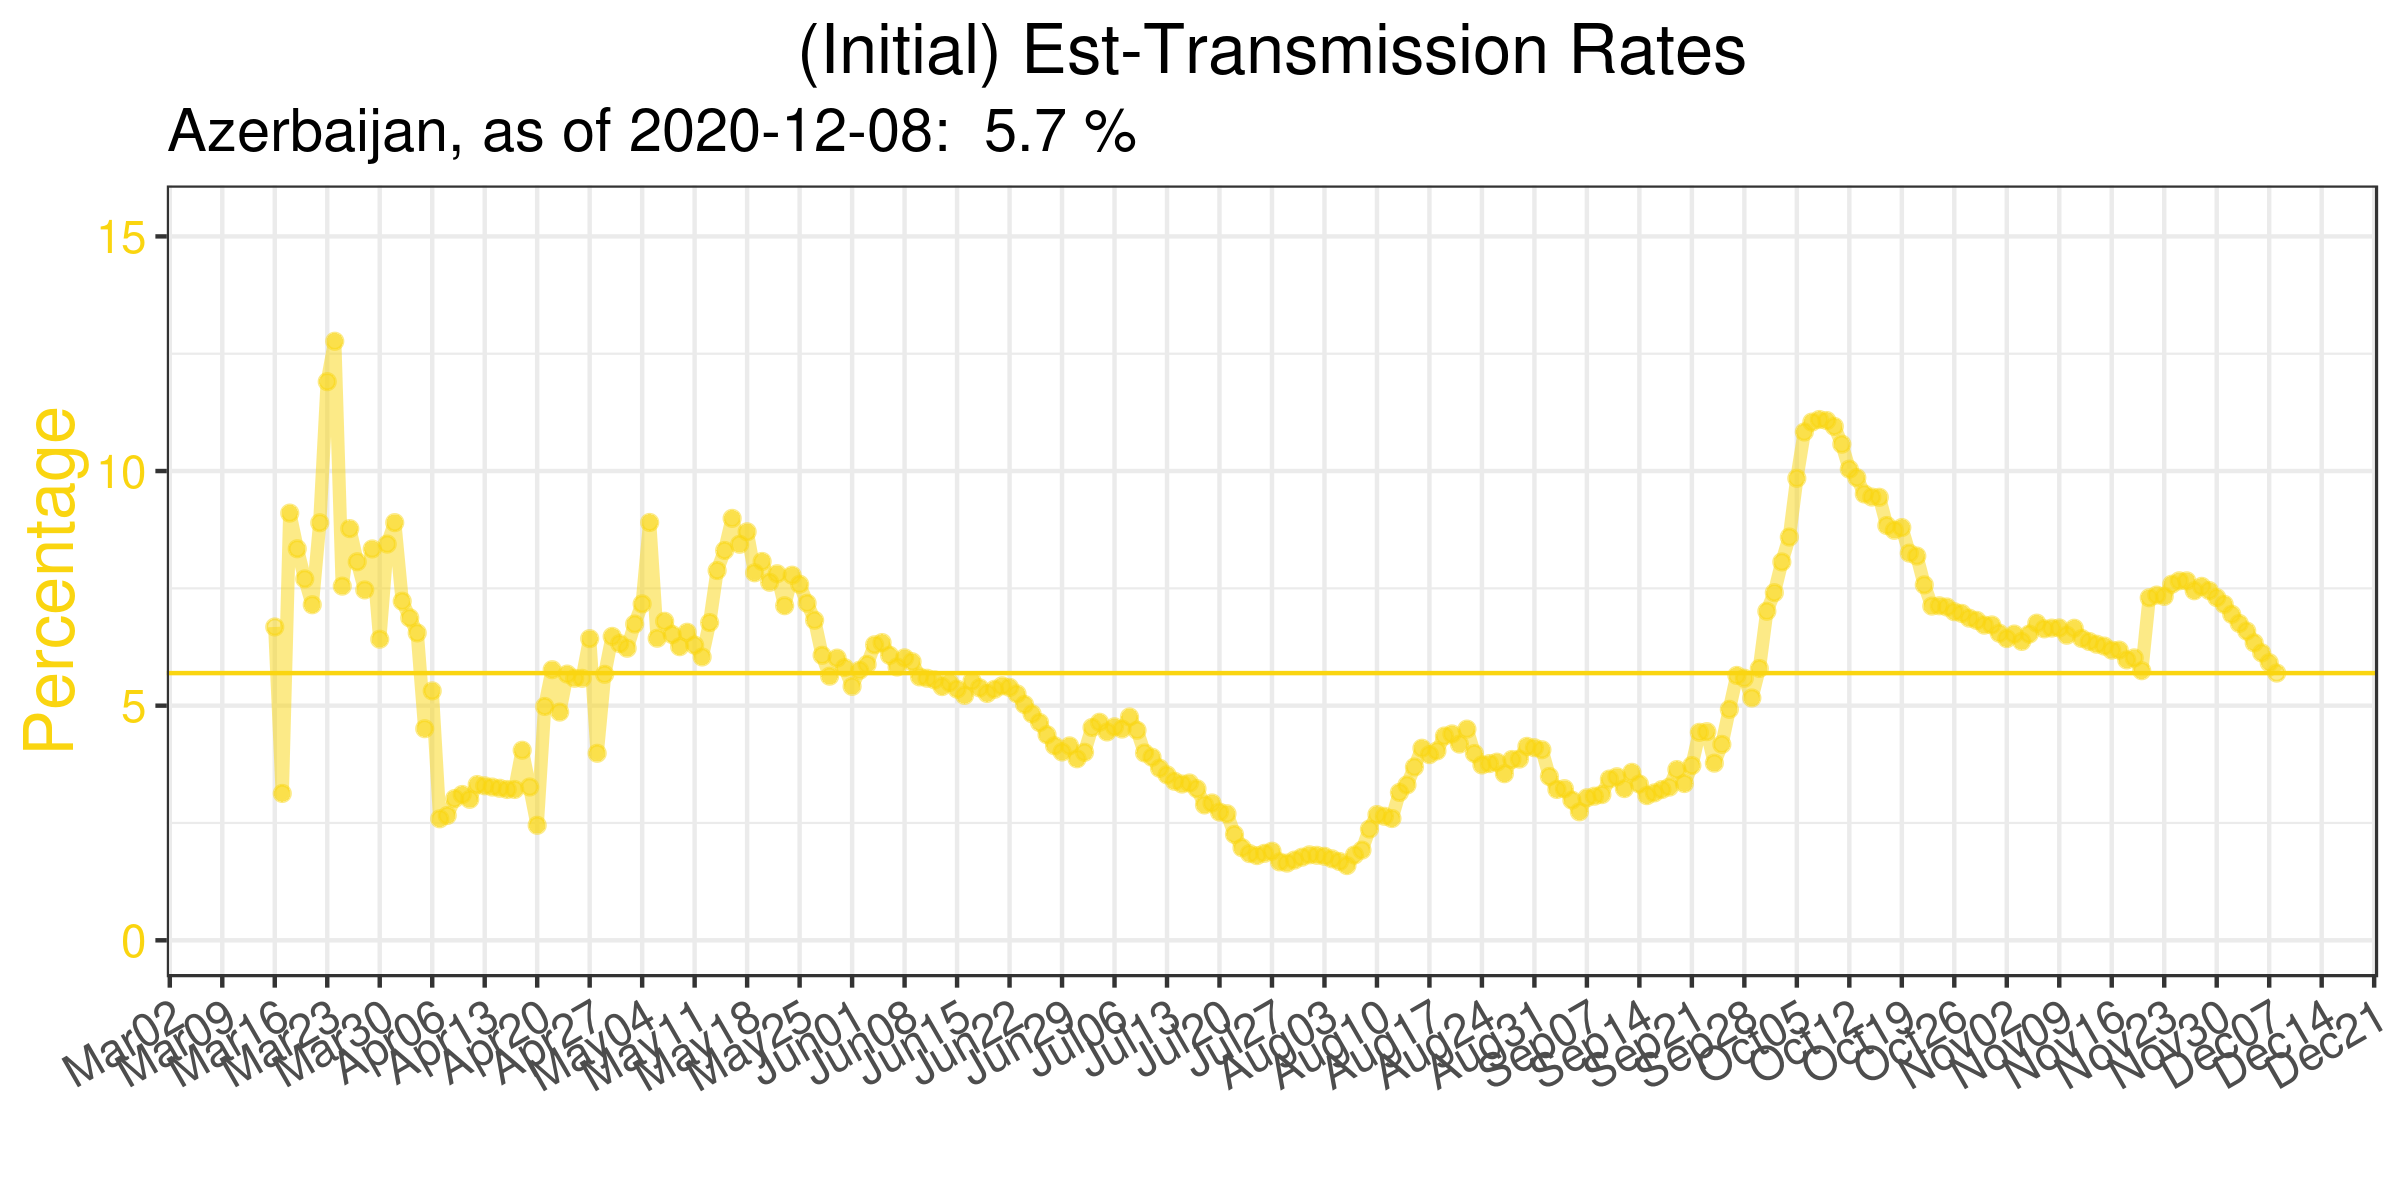 (Initial) Est-Transmission Rates
Azerbaijan, as of 2020-12-08:  5.7 %
Percentage
15
10
5
0
Mar02
Mar09
Mar16
Mar23
Mar30
Apr06
Apr13
Apr20
Apr27
May04
May11
May18
May25
Jun01
Jun08
Jun15
Jun22
Jun29
Jul06
Jul13
Jul20
Jul27
Aug03
Aug10
Aug17
Aug24
Aug31
Sep07
Sep14
Sep21
Sep28
Oct05
Oct12
Oct19
Oct26
Nov02
Nov09
Nov16
Nov23
Nov30
Dec07
Dec14
Dec21